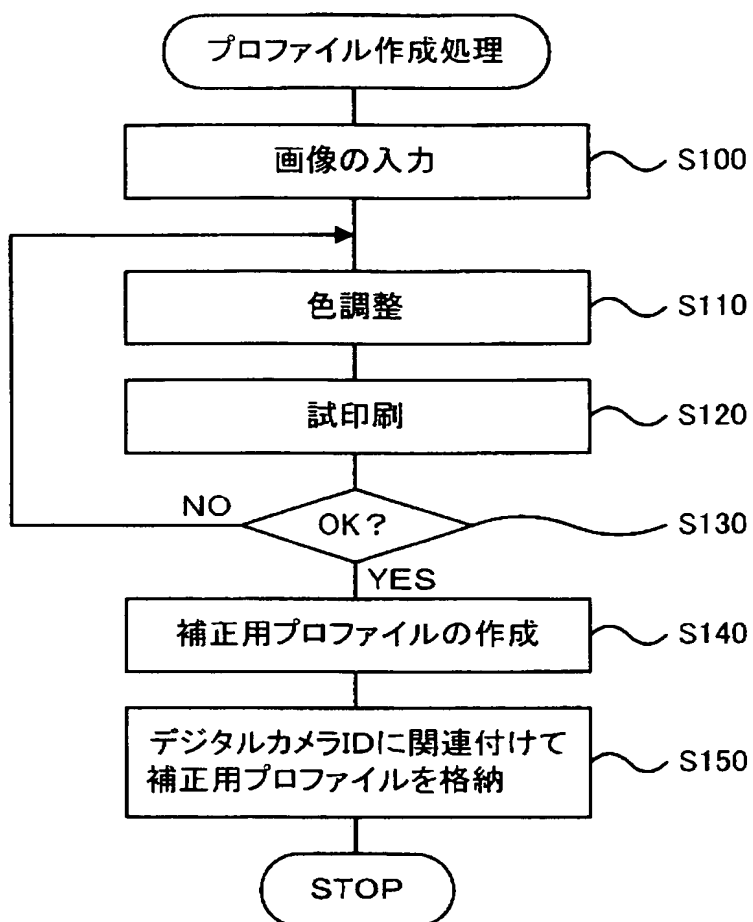 プロファイル作成処理
画像の入力
S100
色調整
S110
試印刷
S120
NO
OK?
S130
YES
補正用プロファイルの作成
S140
デジタルカメラIDに関連付けて
補正用プロファイルを格納
S150
STOP